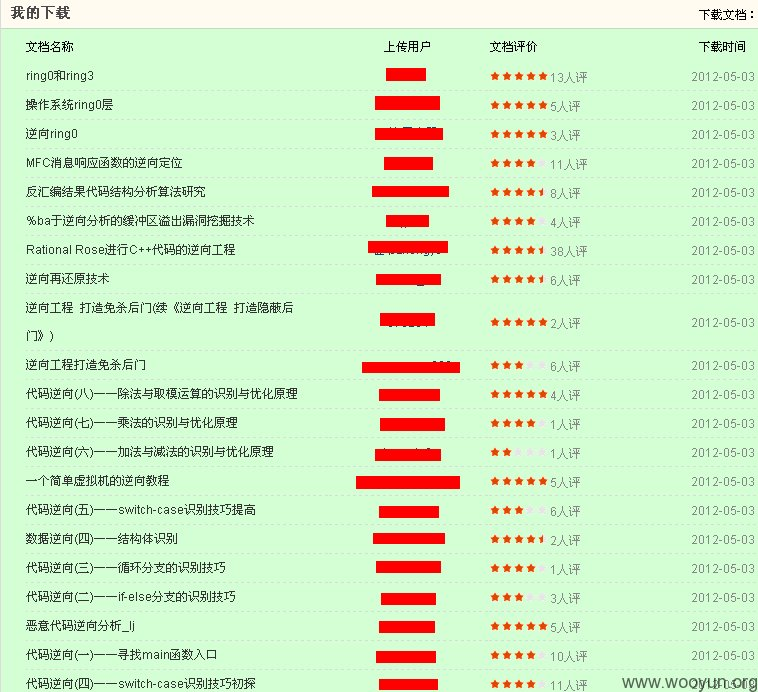 我的下载 下载文档：
文档名称 上传用户 文档评价 下载时间
ring0和ring3 13人评 2012-05-03
操作系统ring0层 5人评 2012-05-03
逆向ring0 3人评 2012-05-03
MFC消息响应函数的逆向定位 11人评 2012-05-03
反汇编结果代码结构分析算法研究 8人评 2012-05-03
%ba于逆向分析的缓冲区溢出漏洞挖掘技术 4人评 2012-05-03
Rational Rose进行C++代码的逆向工程 38人评 2012-05-03
逆向再还原技术 6人评 2012-05-03
逆向工程 打造免杀后门(续《逆向工程 打造隐蔽后
门》) 2人评 2012-05-03
逆向工程打造免杀后门 6人评 2012-05-03
代码逆向(八)——除法与取模运算的识别与优化原理 4人评 2012-05-03
代码逆向(七)——乘法的识别与优化原理 1人评 2012-05-03
代码逆向(六)——加法与减法的识别与优化原理 1人评 2012-05-03
一个简单虚拟机的逆向教程 5人评 2012-05-03
代码逆向(五)——switch-case识别技巧提高 6人评 2012-05-03
数据逆向(四)——结构体识别 2人评 2012-05-03
代码逆向(三)——循环分支的识别技巧 1人评 2012-05-03
代码逆向(二)——if-else分支的识别技巧 3人评 2012-05-03
恶意代码逆向分析_lj 5人评 2012-05-03
代码逆向(一)——寻找main函数入口 10人评 2012-05-03
代码逆向(四)——switch-case识别技巧初探 11人评 2012-05-03
www.wooyun.org